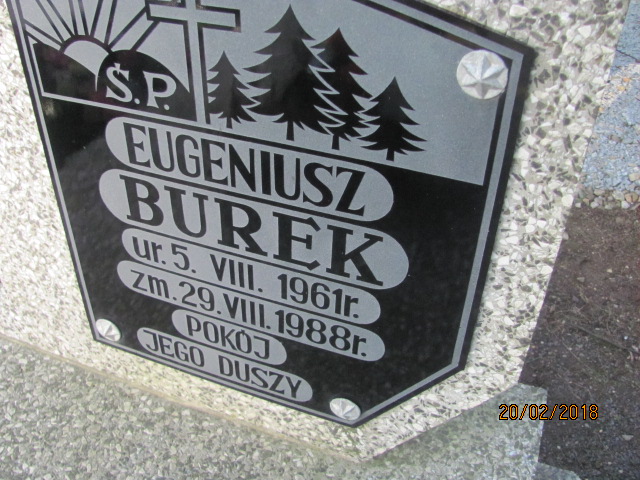 Ś.P.
EUGENIUSZ
BUREK
ur. 5. VIII. 1961r.
zm. 29. VIII. 1988r.
POKÓJ
JEGO DUSZY
20/02/2018